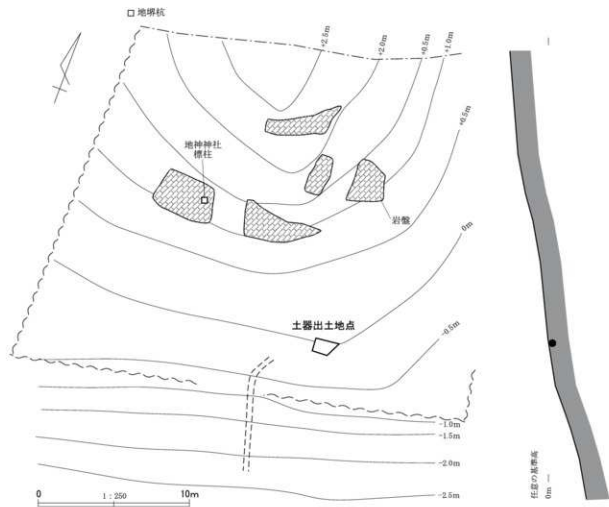 地堺杭
+2.5m
+2.0m
+0.5m
+1.0m
+0.5m
地神神社
標柱
岩盤
0m
土器出土地点
-0.5m
-1.0m
-1.5m
-2.0m
-2.5m
0 1:250 10m
任意の基準高
0m